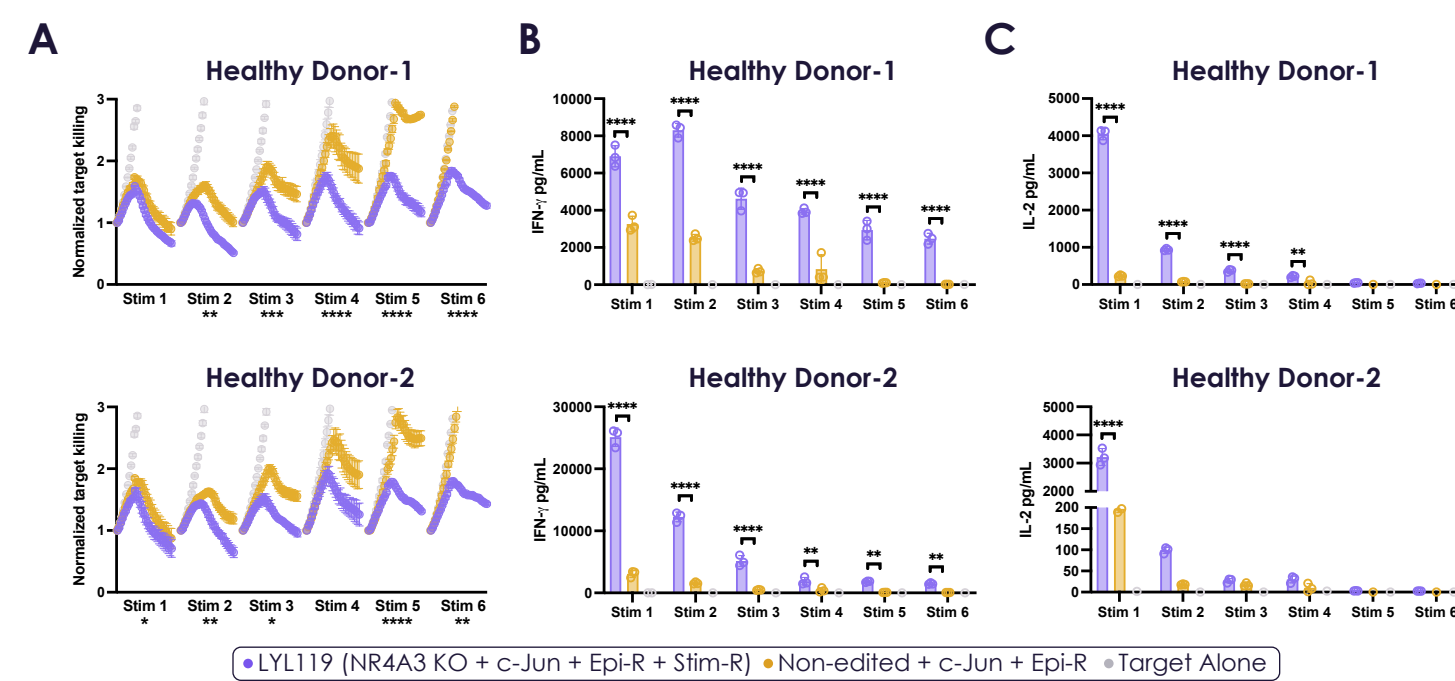 A
Healthy Donor-1
Normalized target killing
3
2
1
0
Stim 1 Stim 2 Stim 3 Stim 4 Stim 5 Stim 6
** *** **** **** ****
B
Healthy Donor-1
IFN-γ pg/mL
10000
8000
6000
4000
2000
0
**** **** **** **** **** ****
Stim 1 Stim 2 Stim 3 Stim 4 Stim 5 Stim 6
C
Healthy Donor-1
IL-2 pg/mL
5000
4000
3000
2000
1000
0
**** **** **** **
Stim 1 Stim 2 Stim 3 Stim 4 Stim 5 Stim 6
Healthy Donor-2
Normalized target killing
3
2
1
0
Stim 1 Stim 2 Stim 3 Stim 4 Stim 5 Stim 6
* ** * **** **
Healthy Donor-2
IFN-γ pg/mL
30000
20000
10000
0
**** **** **** ** ** **
Stim 1 Stim 2 Stim 3 Stim 4 Stim 5 Stim 6
Healthy Donor-2
IL-2 pg/mL
5000
4000
3000
2000
200
150
100
50
0
****
Stim 1 Stim 2 Stim 3 Stim 4 Stim 5 Stim 6
LYL119 (NR4A3 KO + c-Jun + Epi-R + Stim-R) Non-edited + c-Jun + Epi-R Target Alone